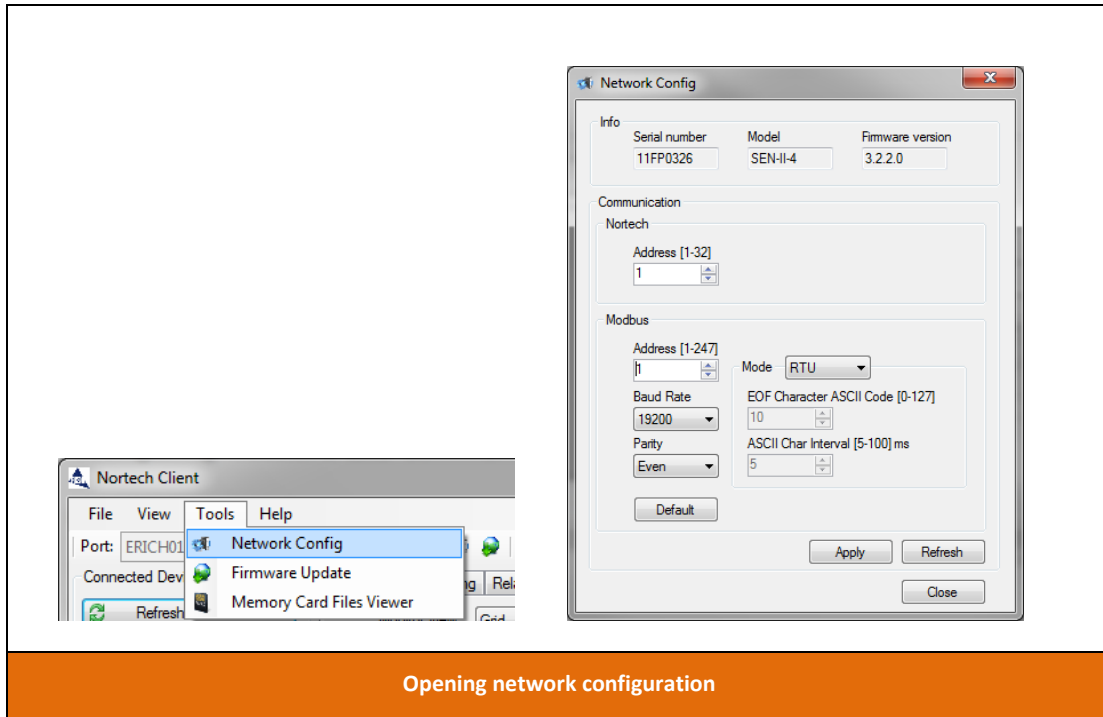 Nortech Clie
File View Tools Help
Port: ERICH01 Network Config
Connected Dev Firmware Update
Refresh Memory Card Files Viewer
Network Config
Info
Serial number Model Firmware version
11FP0326 SEN-II-4 3.2.2.0
Communication
Nortech
Address [1-32]
1
Modbus
Address [1-247]
1
Mode RTU
Baud Rate EOF Character ASCII Code [0-127]
19200 10
Parity ASCII Char Interval [5-100] ms
Even 5
Default
Apply Refresh
Close
Opening network configuration